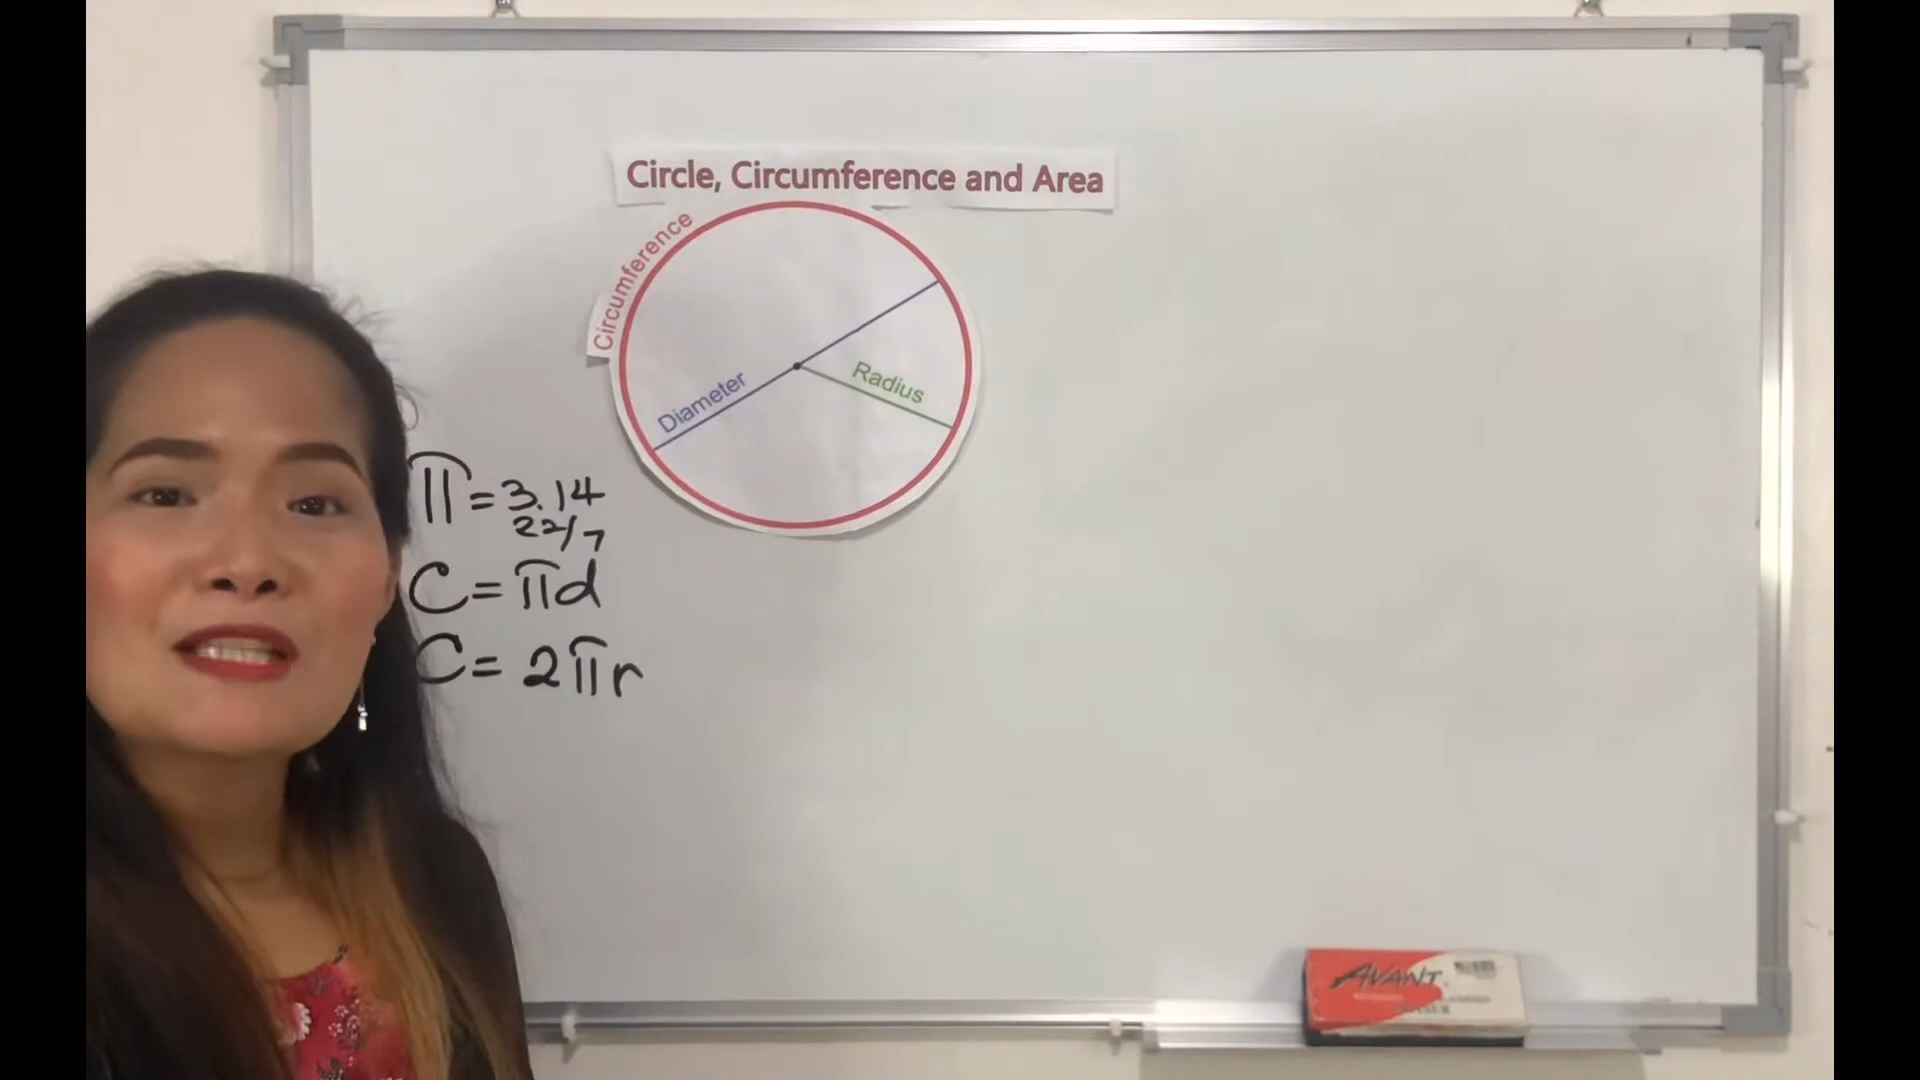 Circle, Circumference and Area
Circumference
Diameter
Radius
π = 3.14
22/7
C = πd
C = 2πr
AVANT